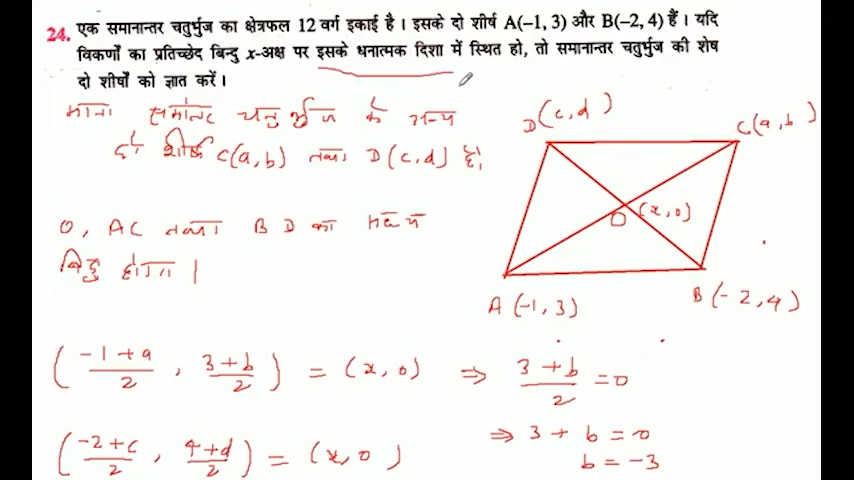 24. एक समानान्तर चतुर्भुज का क्षेत्रफल 12 वर्ग इकाई है । इसके दो शीर्ष A(–1, 3) और B(–2, 4) हैं । यदि
विकर्णों का प्रतिच्छेद बिन्दु x-अक्ष पर इसके धनात्मक दिशा में स्थित हो, तो समानान्तर चतुर्भुज की शेष
दो शीर्षों को ज्ञात करें ।
माना समांतर चतुर्भुज के अन्य
दो शीर्ष C(a, b) तथा D(c, d) है।
O, AC तथा BD का मध्य
बिंदु होगा ।
D(c, d)
C(a, b)
O (x, 0)
A (-1, 3)
B (-2, 4)
(-1+a/2 , 3+b/2) = (x, 0) ⇒ 3+b/2 = 0
(-2+c/2 , 4+d/2) = (x, 0)
⇒ 3 + b = 0
b = -3